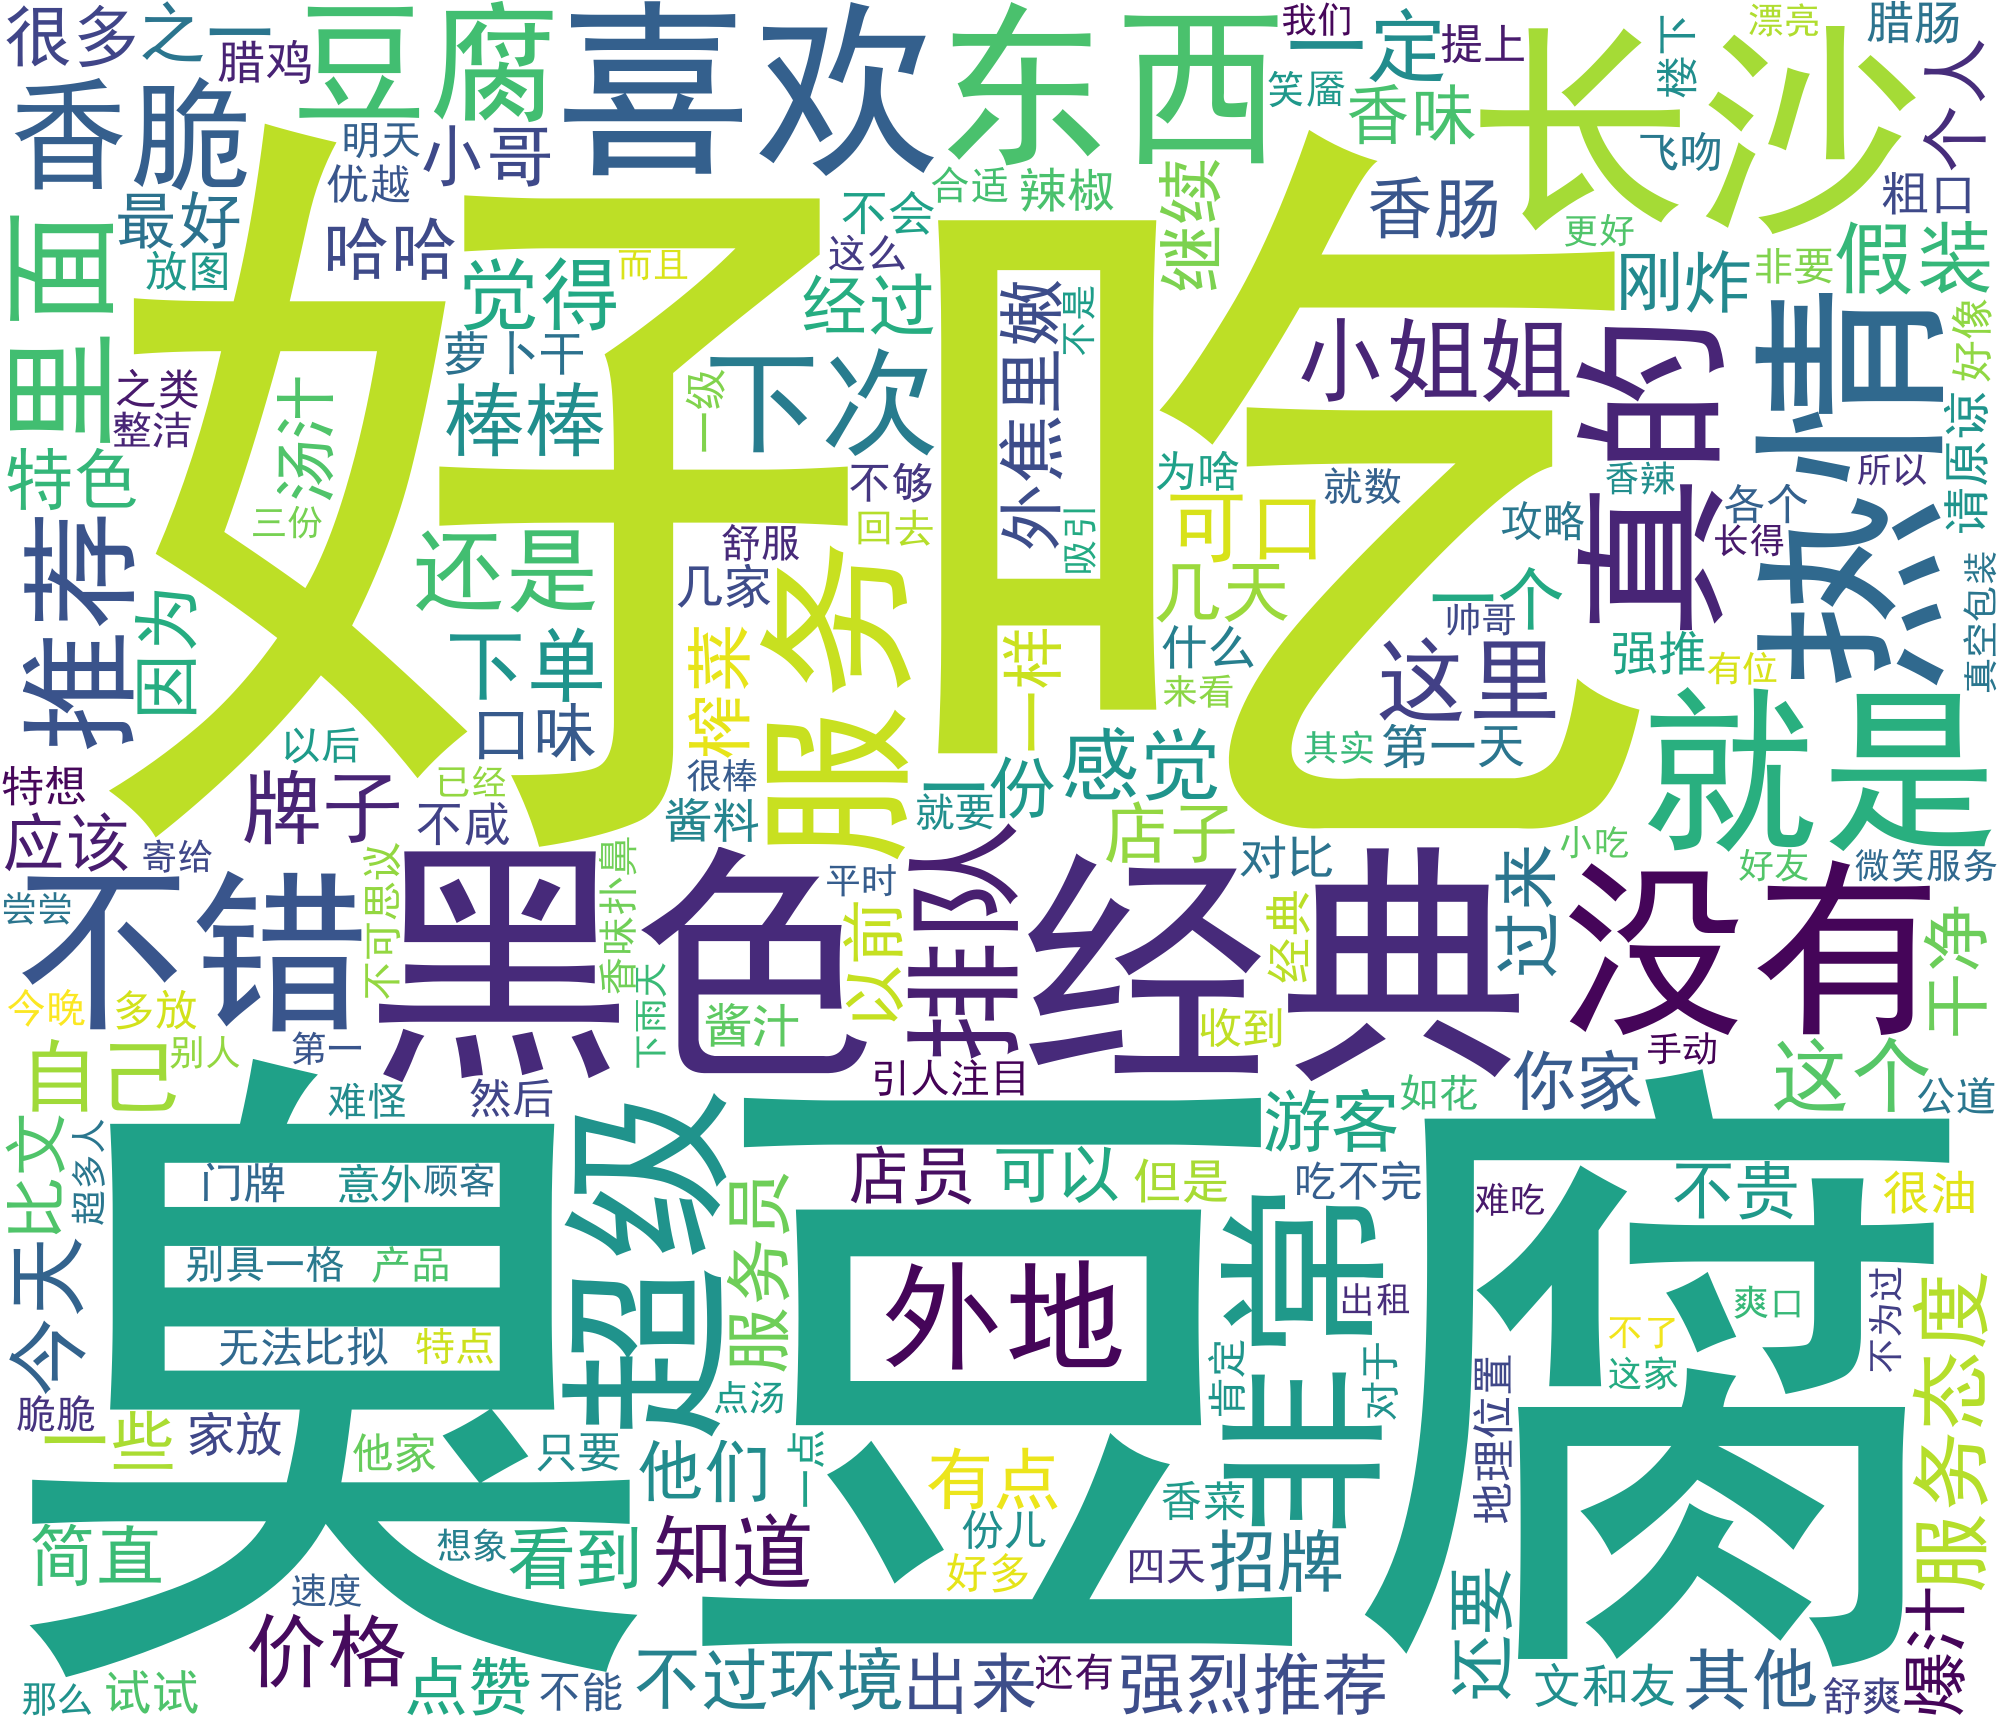 很多
之一
豆腐
喜欢
东西
我们
一定
提上
长沙
漂亮
楼下
腊肠
个人
腊鸡
香脆
明天
小哥
优越
笑靥
香味
飞吻
粗口
最好
放图
哈哈
不会
合适
辣椒
继续
香肠
更好
里面
觉得
而且
这么
经过
外焦里嫩
不是
刚炸
非要
假装
好吃
萝卜干
下次
一级
小姐姐
真的
热情
好像
之类
整洁
汤汁
棒棒
特色
三份
不够
为啥
就数
香辣
所以
请原谅
推荐
还是
舒服
回去
吸引
可口
攻略
各个
长得
因为
几家
服务
几天
一个
帅哥
真空包装
下单
榨菜
一样
什么
这里
强推
有位
口味
来看
以后
感觉
其实
第一天
就是
特想
牌子
已经
很棒
一份
应该
不咸
酱料
就要
店子
寄给
不可思议
香味扑鼻
平时
排队
对比
过来
小吃
好友
微笑服务
尝尝
不错
黑色
以前
经典
经典
没有
干净
今晚
多放
下雨天
酱汁
收到
自己
别人
第一
引人注目
手动
你家
这个
难怪
然后
如花
公道
比文
超多人
臭豆腐
超级
游客
门牌
意外
顾客
服务员
店员
可以
但是
吃不完
难吃
不贵
很油
今天
别具一格
产品
外地
非常
出租
爽口
不为过
服务态度
无法比拟
特点
点汤
肯定
对于
不了
这家
地理位置
脆脆
一些
家放
他家
只要
他们
一点
有点
香菜
简直
想象
看到
知道
份儿
好多
四天
招牌
还要
速度
价格
那么
试试
点赞
不能
不过
环境
出来
还有
强烈推荐
文和友
其他
舒爽
爆汁